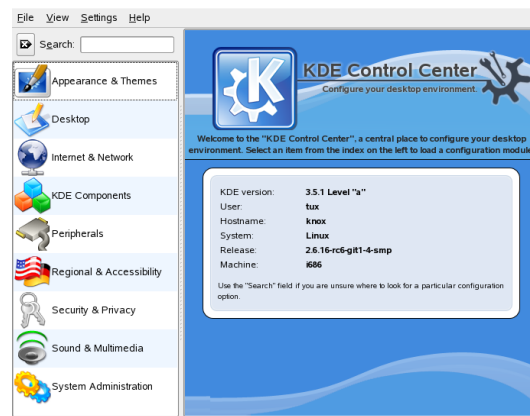 File View Settings Help
Search:
Appearance & Themes
Desktop
Internet & Network
KDE Components
Peripherals
Regional & Accessibility
Security & Privacy
Sound & Multimedia
System Administration
KDE Control Center
Configure your desktop environment.
Welcome to the "KDE Control Center", a central place to configure your desktop
environment. Select an item from the index on the left to load a configuration module
KDE version: 3.5.1 Level "a"
User: tux
Hostname: knox
System: Linux
Release: 2.6.16-rc6-git1-4-smp
Machine: i686
Use the "Search" field if you are unsure where to look for a particular configuration
option.